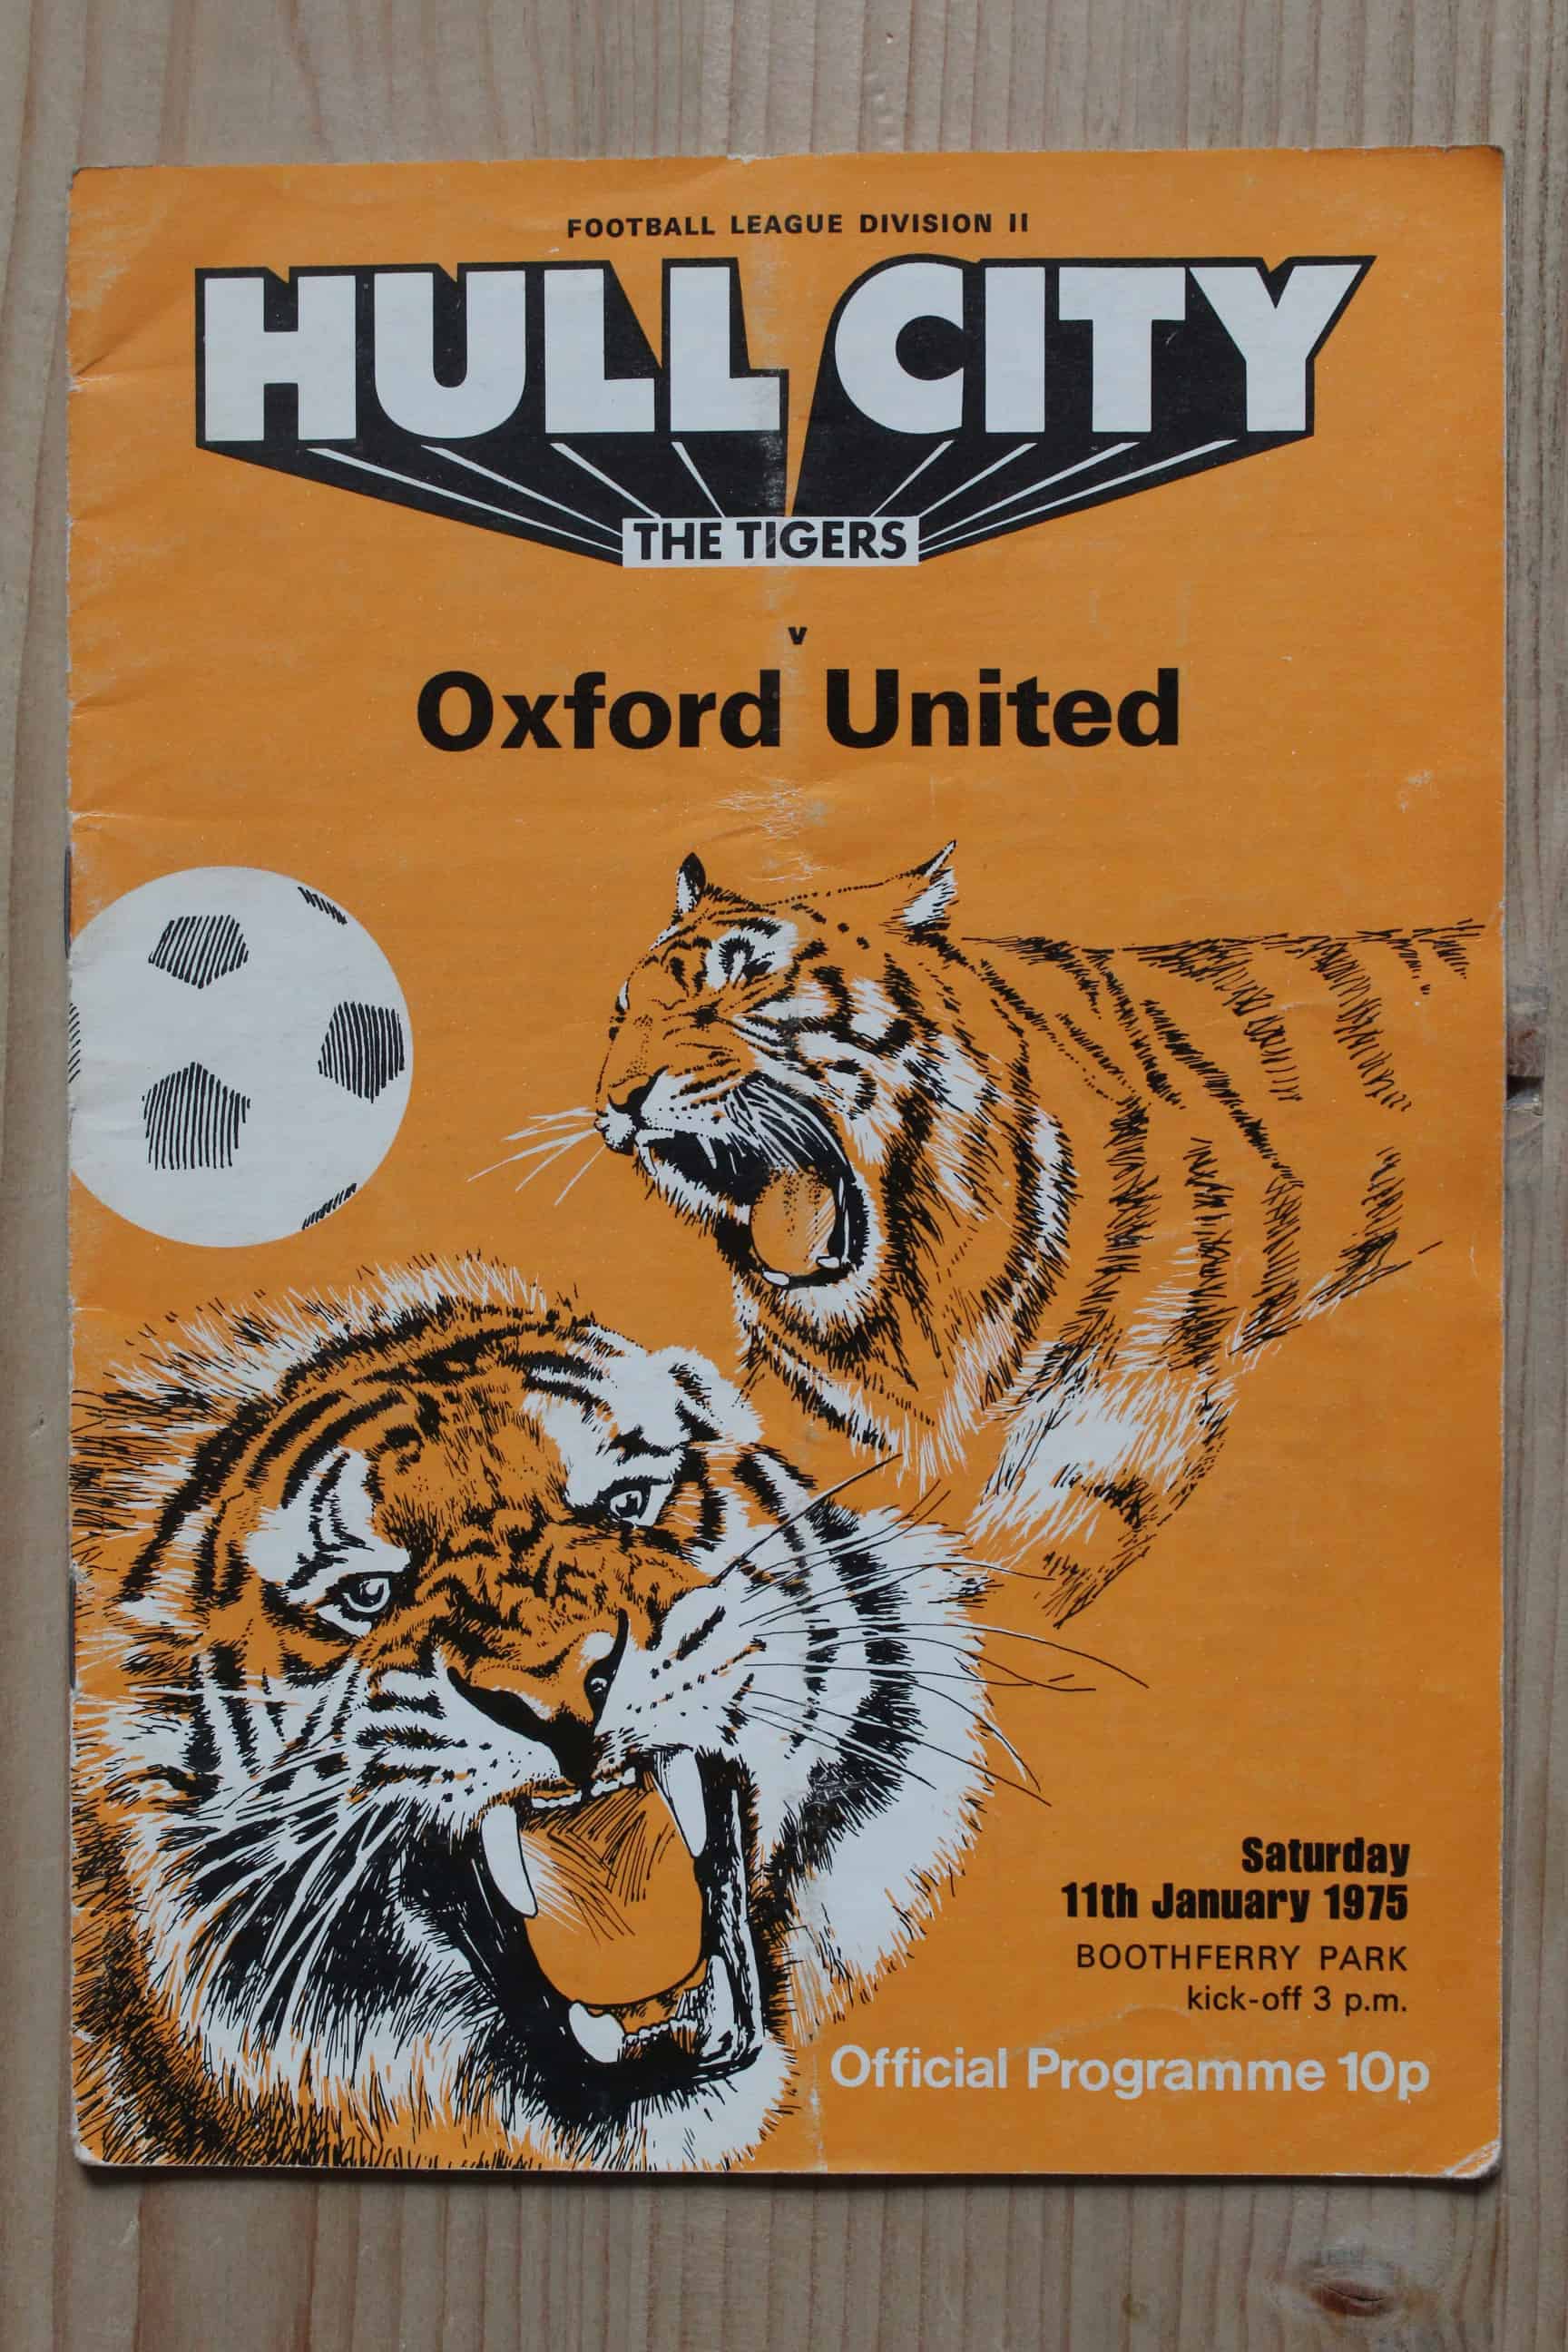 FOOTBALL LEAGUE DIVISION II
HULL CITY
THE TIGERS
v
Oxford United
Saturday
11th January 1975
BOOTHFERRY PARK
kick-off 3 p.m.
Official Programme 10p